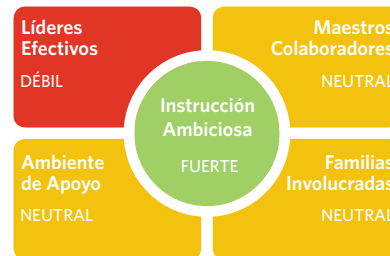 Líderes
Efectivos
DÉBIL
Maestros
Colaboradores
NEUTRAL
Instrucción
Ambiciosa
FUERTE
Ambiente
de Apoyo
NEUTRAL
Familias
Involucradas
NEUTRAL